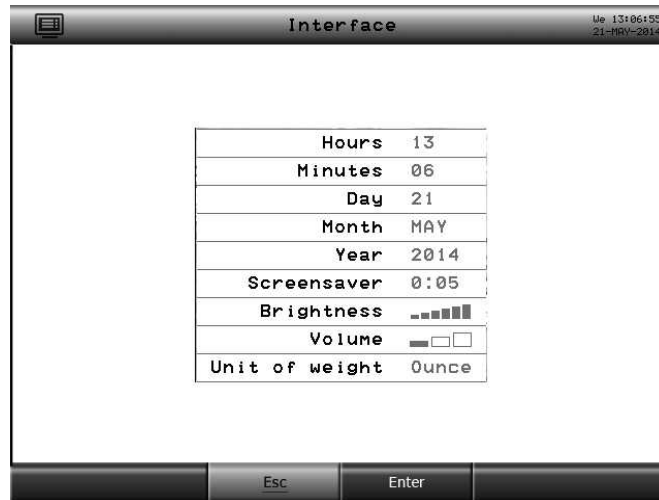 Interface
We 13:06:55
21-MAY-2014
Hours 13
Minutes 06
Day 21
Month MAY
Year 2014
Screensaver 0:05
Brightness
Volume
Unit of weight Ounce
Esc Enter